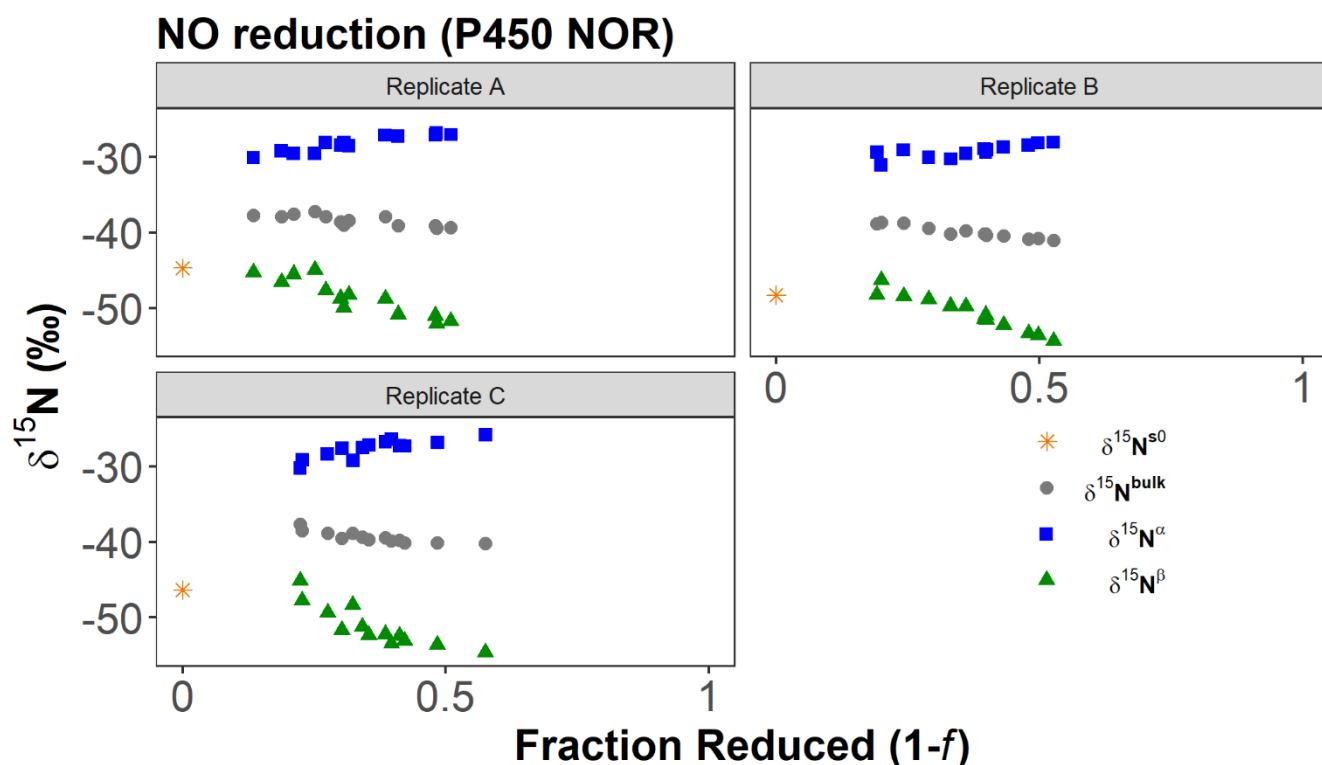 NO reduction (P450 NOR)
Replicate A
Replicate B
-30
-40
-50
Replicate C
0
0.5
1
-30
-40
-50
0
0.5
1
δ¹⁵N (‰)
Fraction Reduced (1-f)
δ¹⁵Nˢ⁰
δ¹⁵Nᵇᵘˡᵏ
δ¹⁵Nᵅ
δ¹⁵Nᵝ